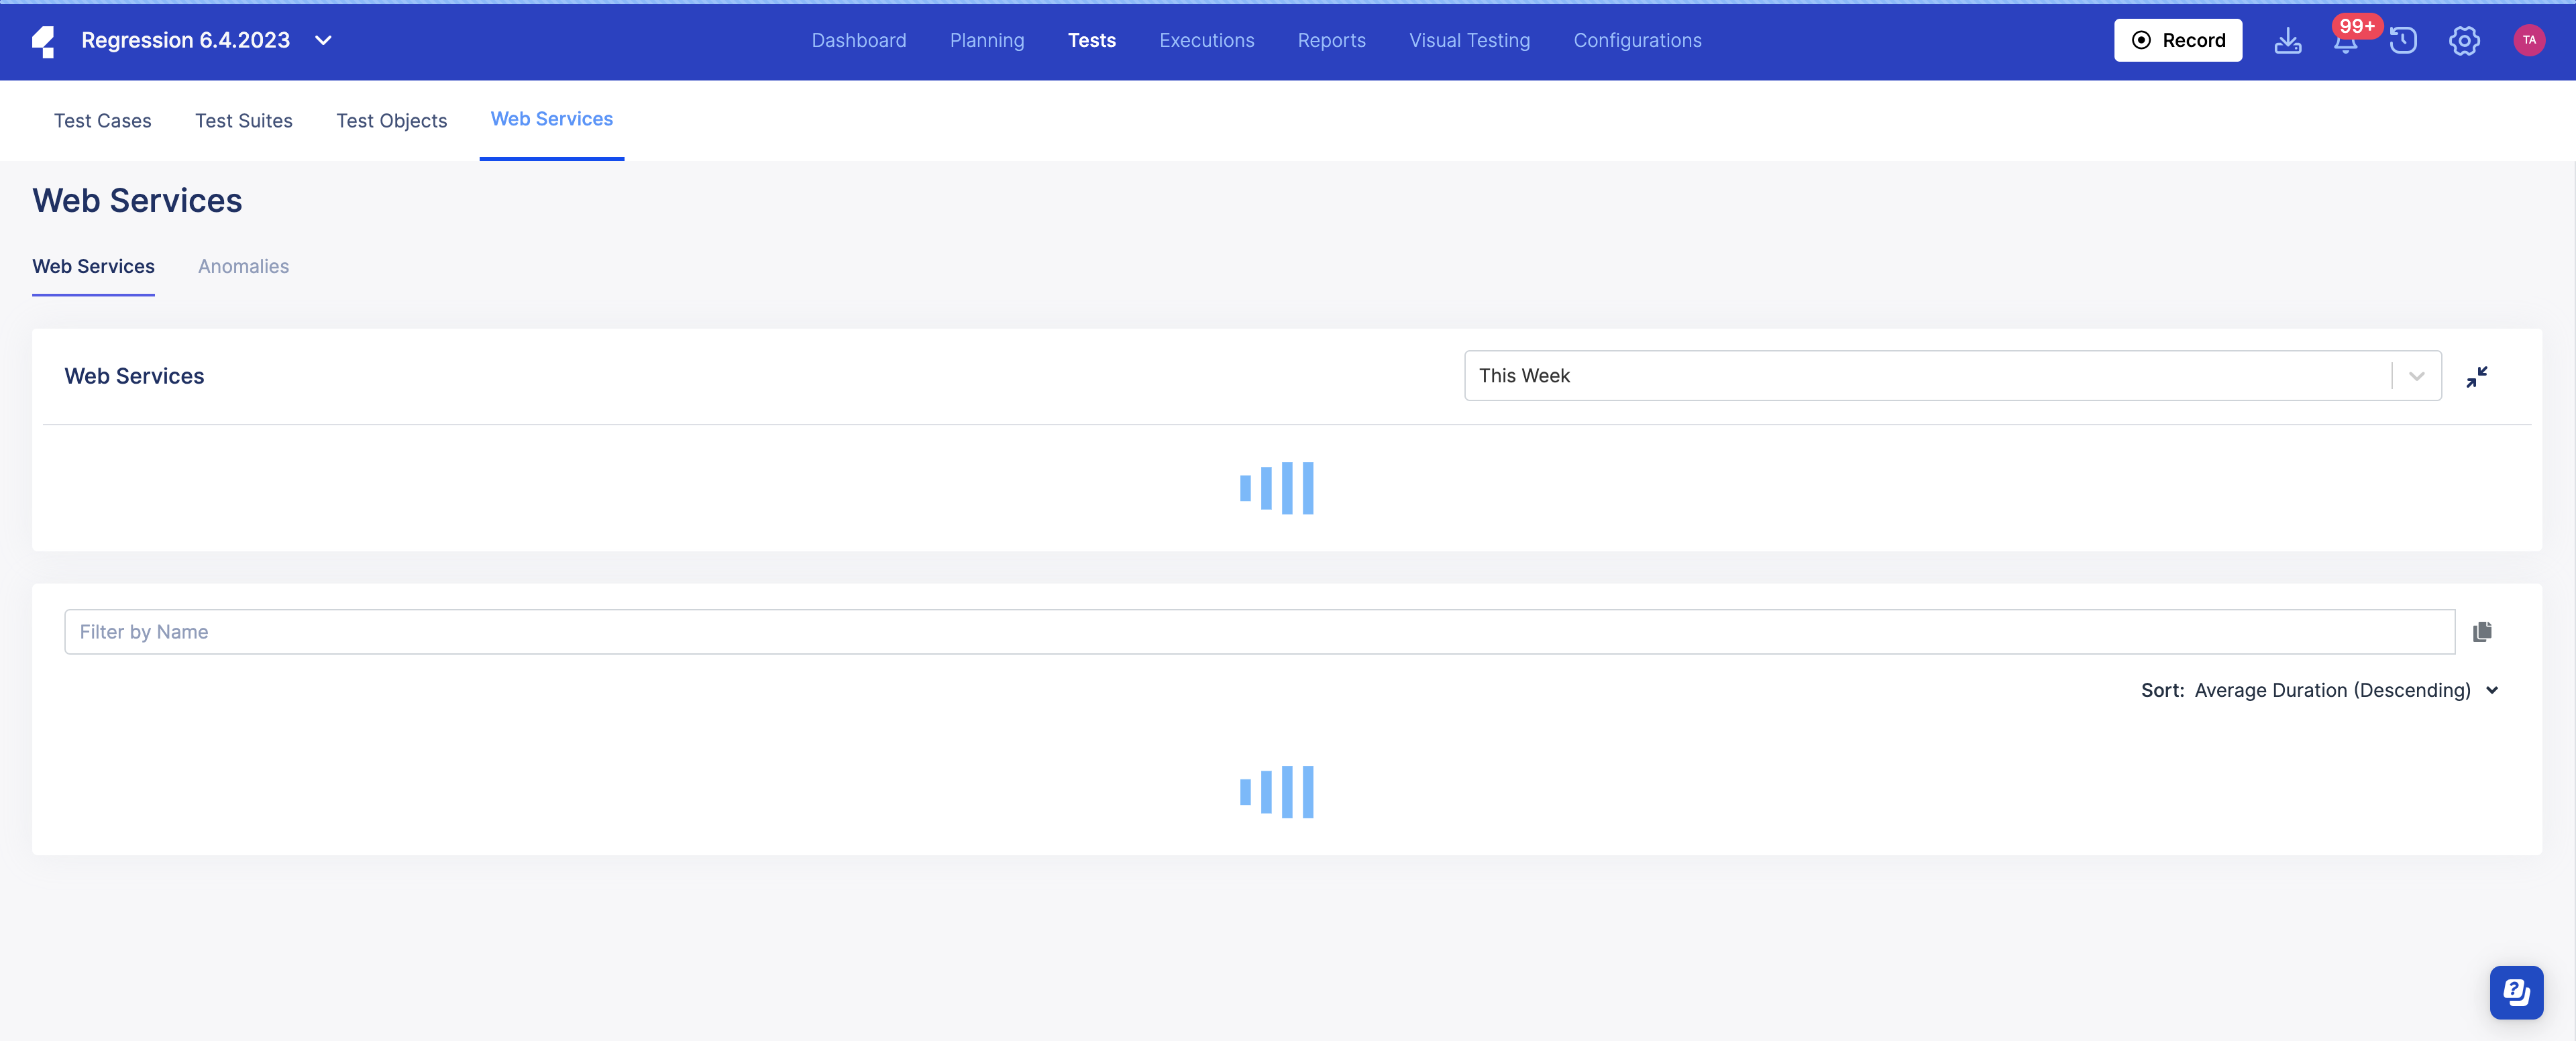 Regression 6.4.2023
Dashboard Planning Tests Executions Reports Visual Testing Configurations
Record
99+
TA
Test Cases Test Suites Test Objects Web Services
Web Services
Web Services Anomalies
Web Services
This Week
Filter by Name
Sort: Average Duration (Descending)
?